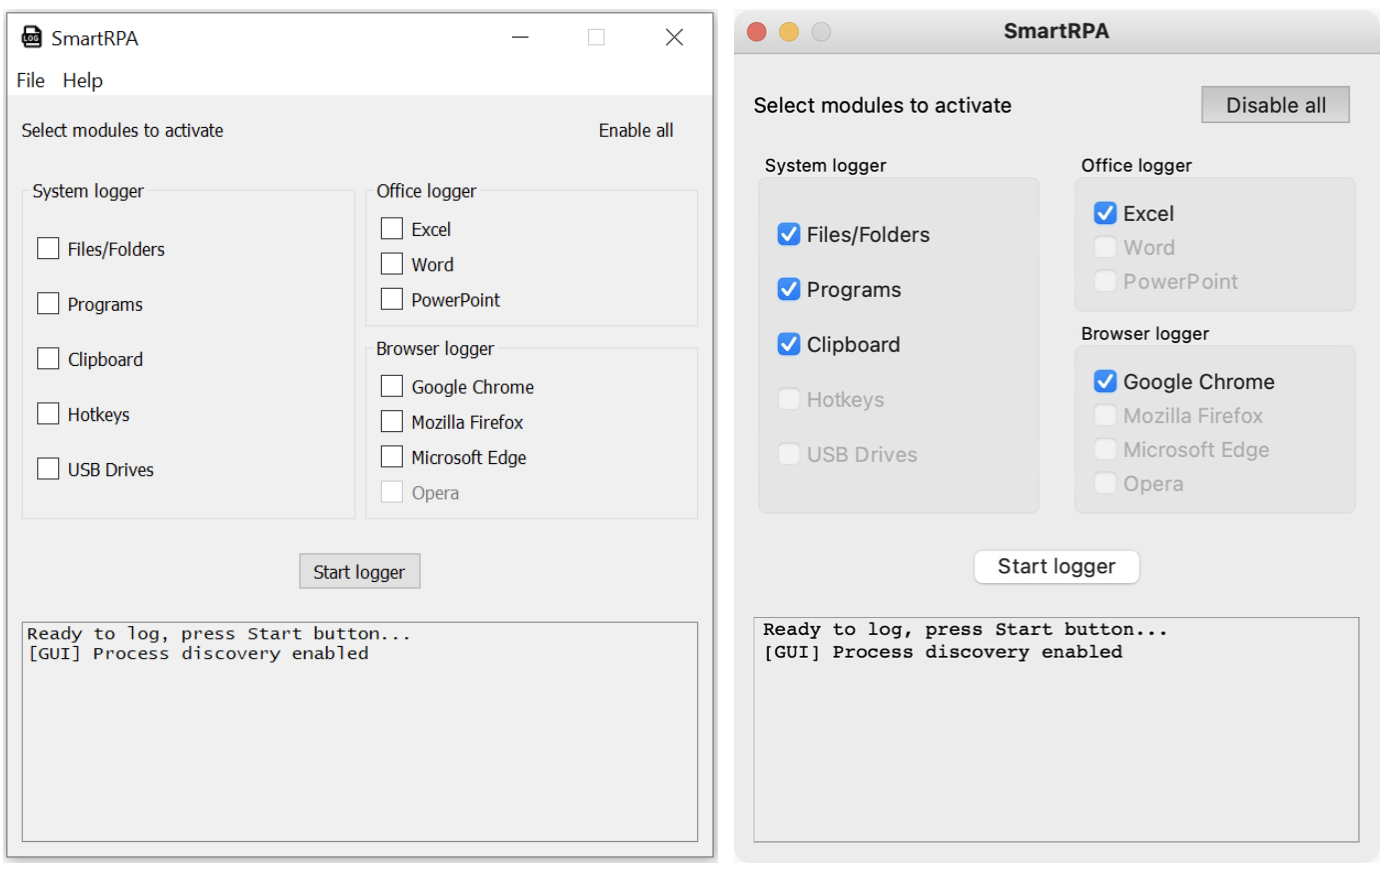 SmartRPA
File Help
Select modules to activate
Enable all
System logger
Files/Folders
Programs
Clipboard
Hotkeys
USB Drives
Office logger
Excel
Word
PowerPoint
Browser logger
Google Chrome
Mozilla Firefox
Microsoft Edge
Opera
Start logger
Ready to log, press Start button...
[GUI] Process discovery enabled
SmartRPA
Select modules to activate
Disable all
System logger
Files/Folders
Programs
Clipboard
Hotkeys
USB Drives
Office logger
Excel
Word
PowerPoint
Browser logger
Google Chrome
Mozilla Firefox
Microsoft Edge
Opera
Start logger
Ready to log, press Start button...
[GUI] Process discovery enabled